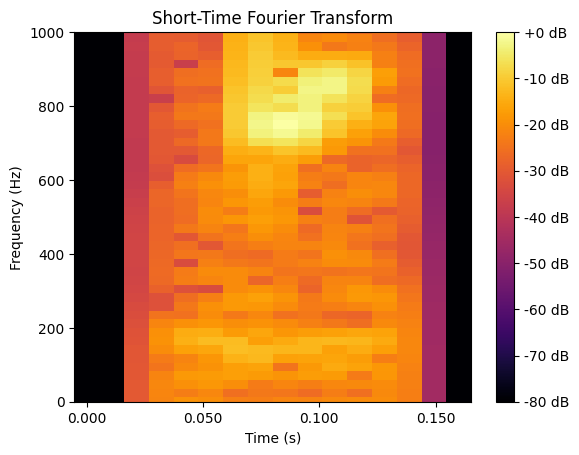 Short-Time Fourier Transform
Frequency (Hz)
1000
800
600
400
200
0
0.000 0.050 0.100 0.150
Time (s)
+0 dB
-10 dB
-20 dB
-30 dB
-40 dB
-50 dB
-60 dB
-70 dB
-80 dB